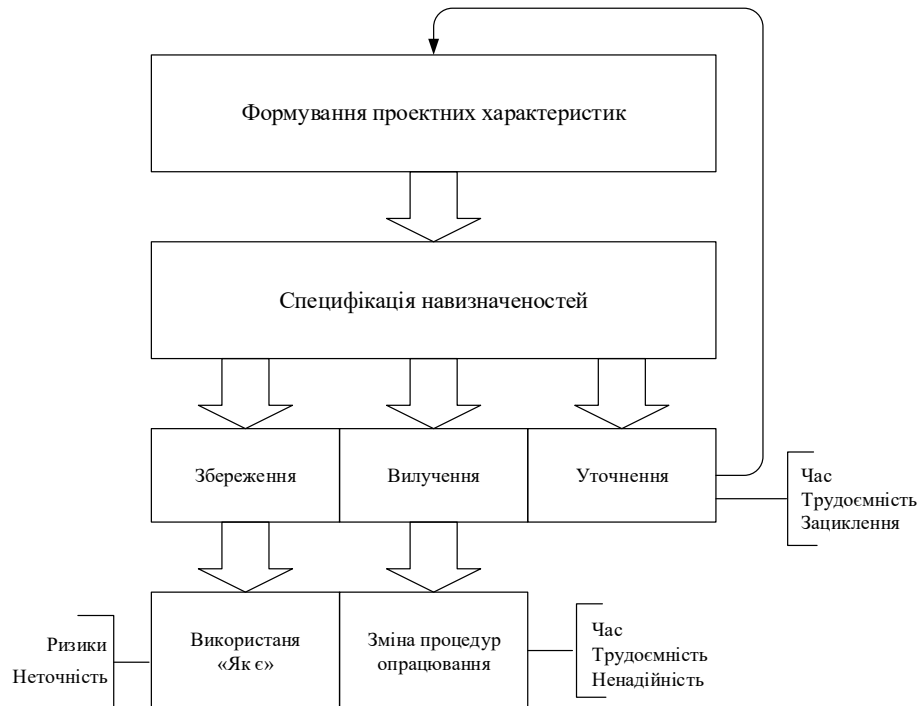 Формування проектних характеристик
Специфікація навизначеностей
Збереження
Вилучення
Уточнення
Час
Трудоємність
Зациклення
Ризики
Неточність
Використаня
«Як є»
Зміна процедур
опрацювання
Час
Трудоємність
Ненадійність